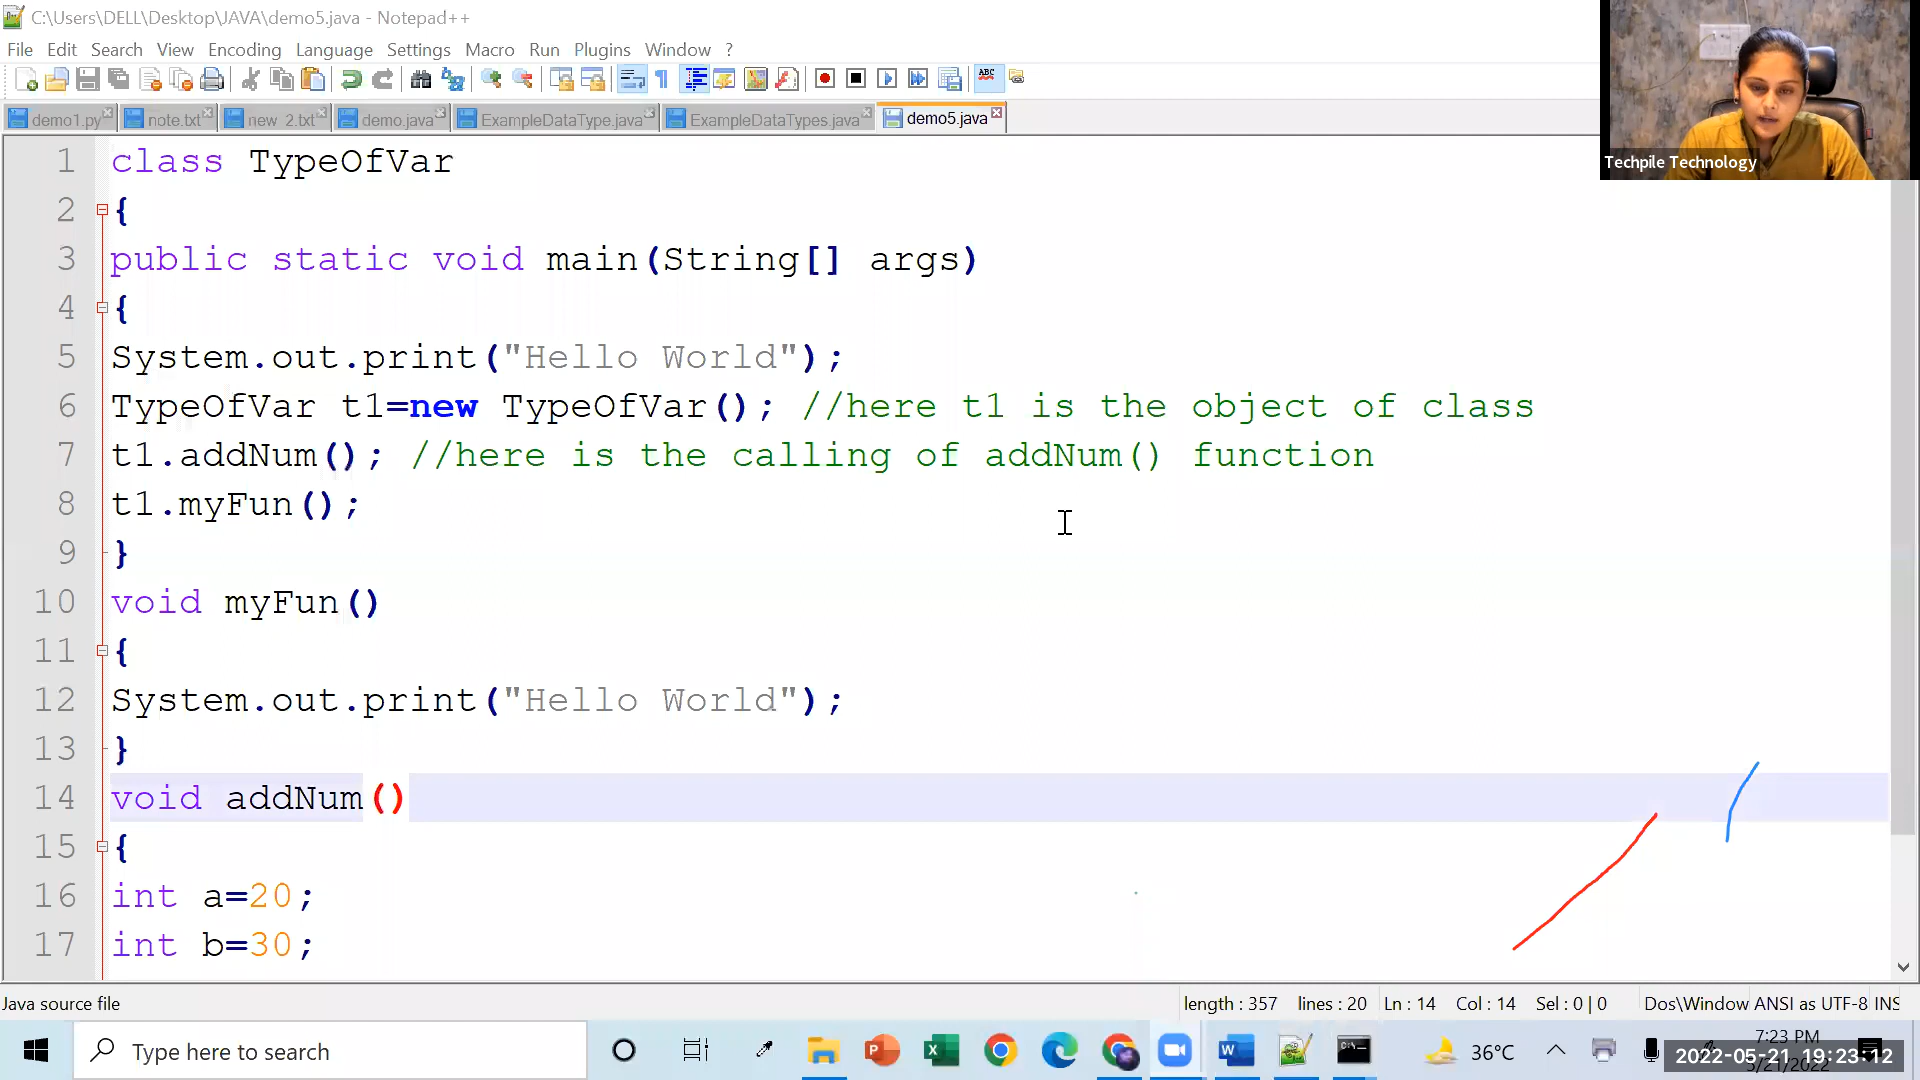 C:\Users\DELL\Desktop\JAVA\demo5.java - Notepad++
File Edit Search View Encoding Language Settings Macro Run Plugins Window ?
ABC
demo1.py note.txt new 2.txt demo.java ExampleDataType.java ExampleDataTypes.java demo5.java
Techpile Technology
1 class TypeOfVar
2 {
3 public static void main(String[] args)
4 {
5 System.out.print("Hello World");
6 TypeOfVar t1=new TypeOfVar(); //here t1 is the object of class
7 t1.addNum(); //here is the calling of addNum() function
8 t1.myFun();
9 }
10 void myFun()
11 {
12 System.out.print("Hello World");
13 }
14 void addNum()
15 {
16 int a=20;
17 int b=30;
Java source file length : 357 lines : 20 Ln : 14 Col : 14 Sel : 0 | 0 Dos\Window ANSI as UTF-8 INS
Type here to search
36°C
7:23 PM
5/21/2022
2022-05-21 19:23:12